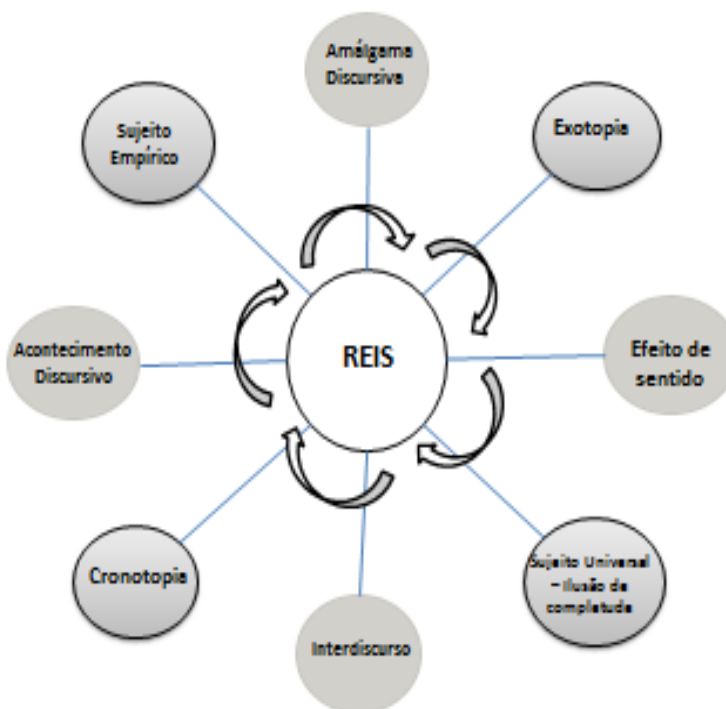 Amálgama
Discursiva
Sujeito
Empírico
Exotopia
Acontecimento
Discursivo
REIS
Efeito de
sentido
Cronotopia
Sujeito Universal
– Ilusão de
completude
Interdiscurso